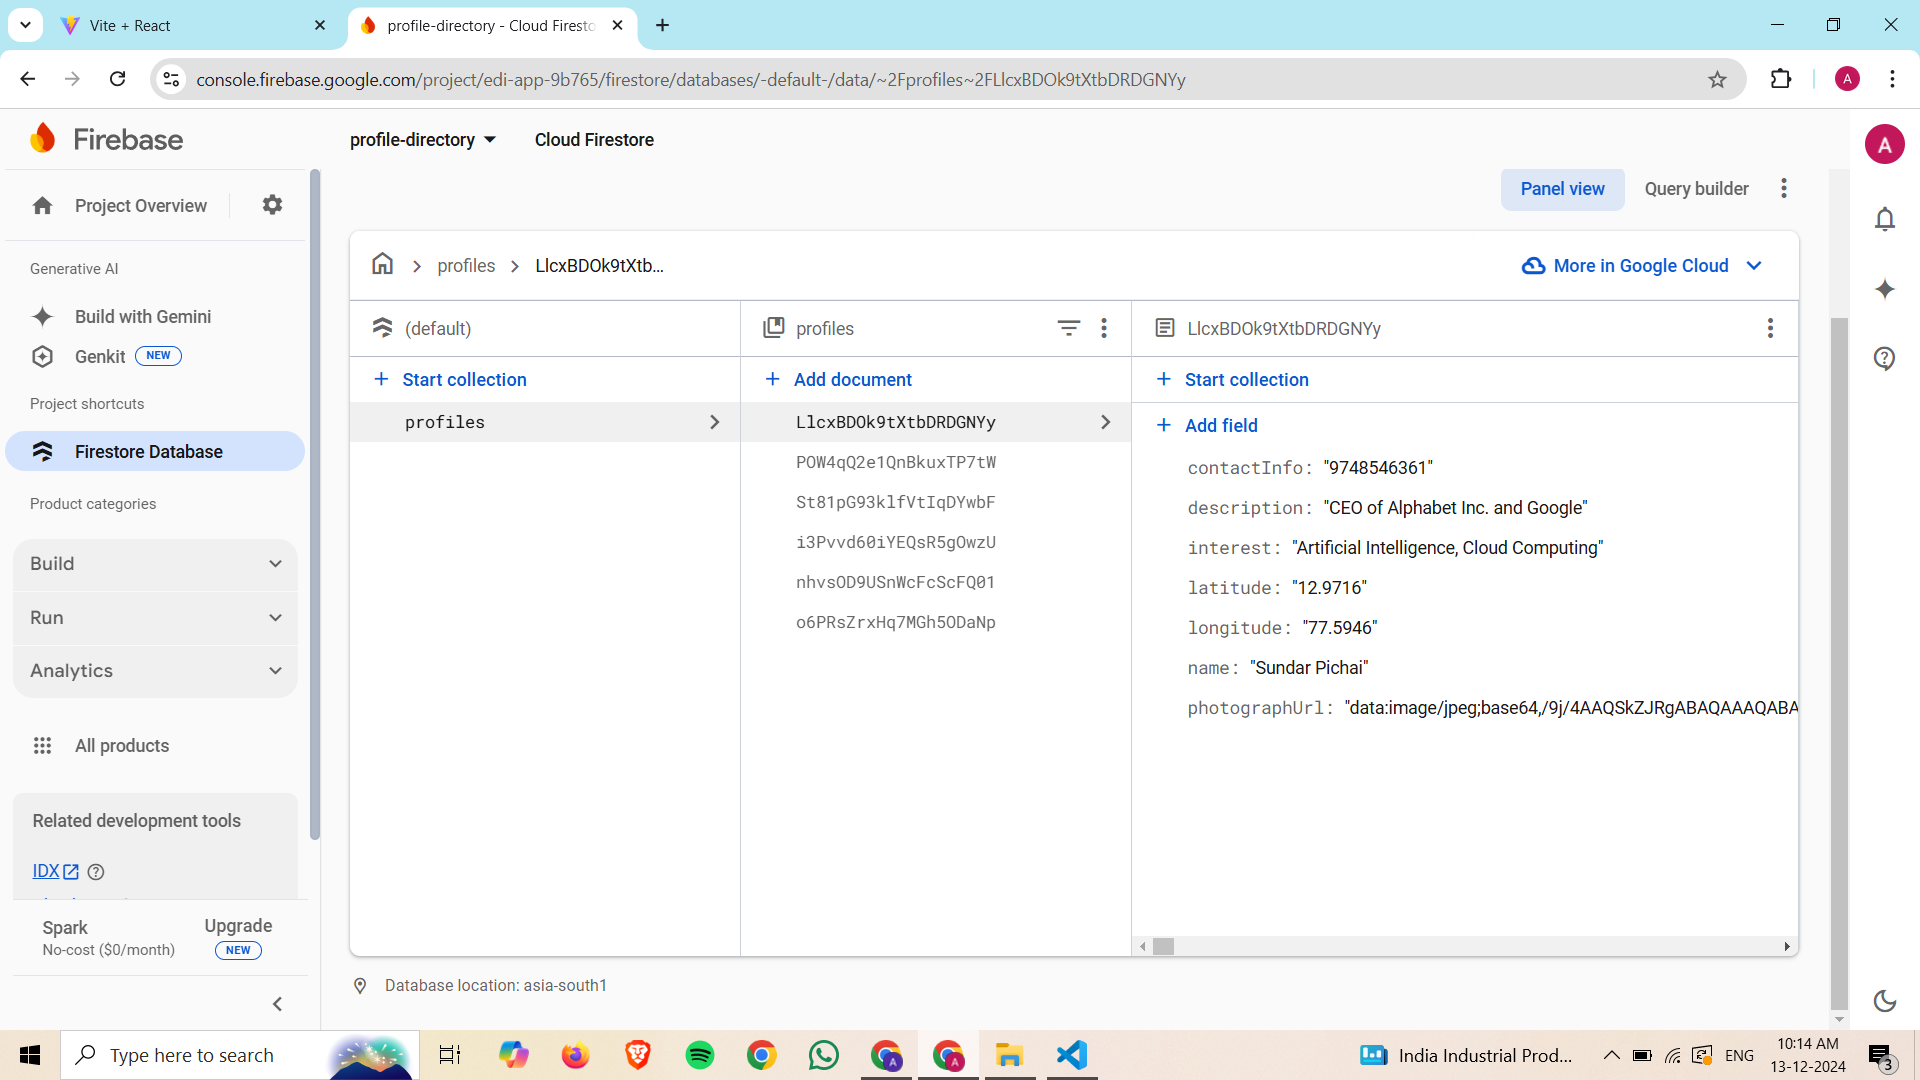 Vite + React
profile-directory - Cloud Firesto
console.firebase.google.com/project/edi-app-9b765/firestore/databases/-default-/data/~2Fprofiles~2FLlcxBDOk9tXtbDRDGNYy
A
Firebase
profile-directory
Cloud Firestore
A
Project Overview
Panel view
Query builder
Generative AI
profiles
LlcxBDOk9tXtb...
More in Google Cloud
Build with Gemini
(default)
profiles
LlcxBDOk9tXtbDRDGNYy
Genkit NEW
Start collection
Add document
Start collection
Project shortcuts
profiles
LlcxBDOk9tXtbDRDGNYy
Add field
Firestore Database
POW4qQ2e1QnBkuxTP7tW
contactInfo: "9748546361"
Product categories
St81pG93klfVtIqDYwbF
description: "CEO of Alphabet Inc. and Google"
Build
i3Pvvd60iYEQsR5gOwzU
interest: "Artificial Intelligence, Cloud Computing"
nhvsOD9USnWcFcScFQ01
latitude: "12.9716"
Run
o6PRsZrxHq7MGh5ODaNp
longitude: "77.5946"
Analytics
name: "Sundar Pichai"
photographUrl: "data:image/jpeg;base64,/9j/4AAQSkZJRgABAQAAAQABA
All products
Related development tools
IDX
Spark
No-cost ($0/month)
Upgrade
NEW
Database location: asia-south1
Type here to search
India Industrial Prod...
ENG
10:14 AM
13-12-2024
3